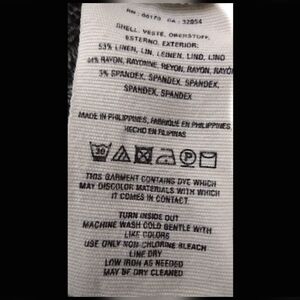 RN - 66170 CA - 32054
SHELL, VESTE, OBERSTOFF,
ESTERNO, EXTERIOR:
53% LINEN, LIN, LEINEN, LINO, LINO
44% RAYON, RAYONNE, REYON, RAYON, RAYON
3% SPANDEX, SPANDEX, SPANDEX,
SPANDEX, SPANDEX
MADE IN PHILIPPINES, FABRIQUE EN PHILIPPINES
HECHO EN FILIPINAS
30 P
THIS GARMENT CONTAINS DYE WHICH
MAY DISCOLOR MATERIALS WITH WHICH
IT COMES IN CONTACT
TURN INSIDE OUT
MACHINE WASH COLD GENTLE WITH
LIKE COLORS
USE ONLY NON-CHLORINE BLEACH
LINE DRY
LOW IRON AS NEEDED
MAY BE DRY CLEANED